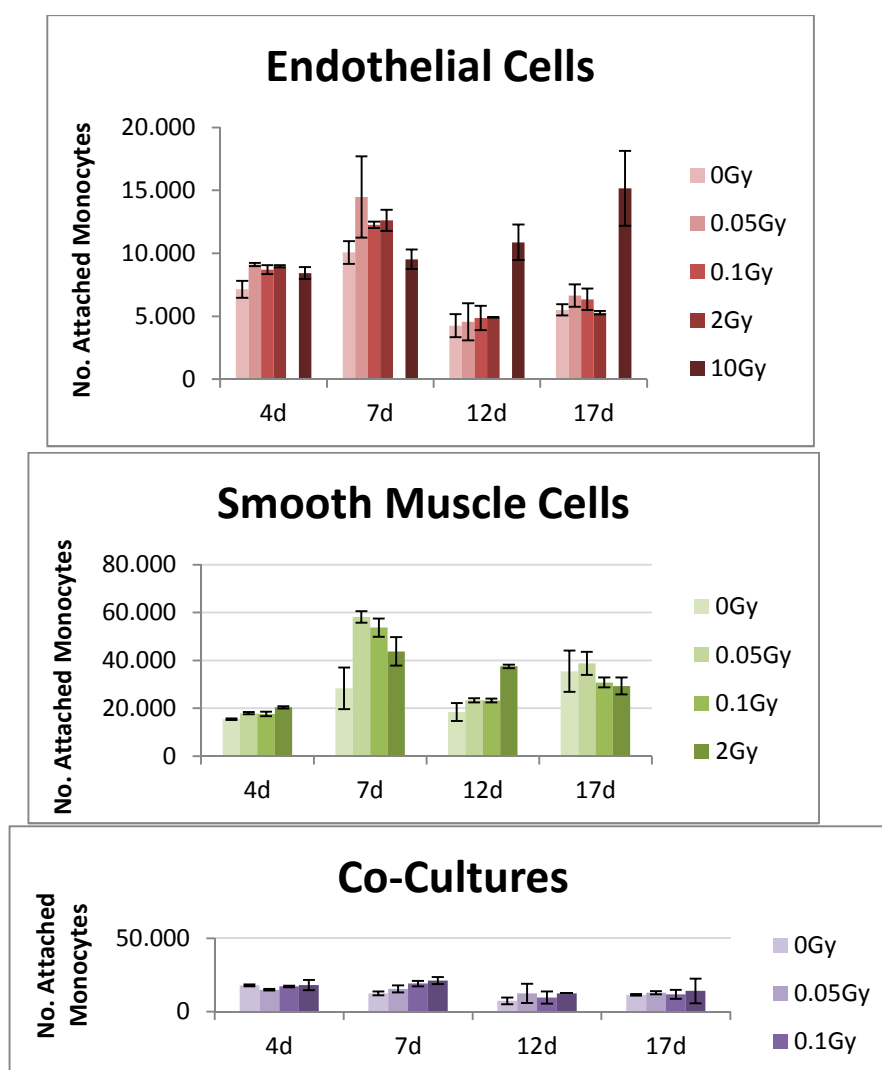 Endothelial Cells
No. Attached Monocytes
20.000
15.000
10.000
5.000
0
4d 7d 12d 17d
0Gy
0.05Gy
0.1Gy
2Gy
10Gy
Smooth Muscle Cells
No. Attached Monocytes
80.000
60.000
40.000
20.000
0
4d 7d 12d 17d
0Gy
0.05Gy
0.1Gy
2Gy
Co-Cultures
No. Attached
Monocytes
50.000
0
4d 7d 12d 17d
0Gy
0.05Gy
0.1Gy